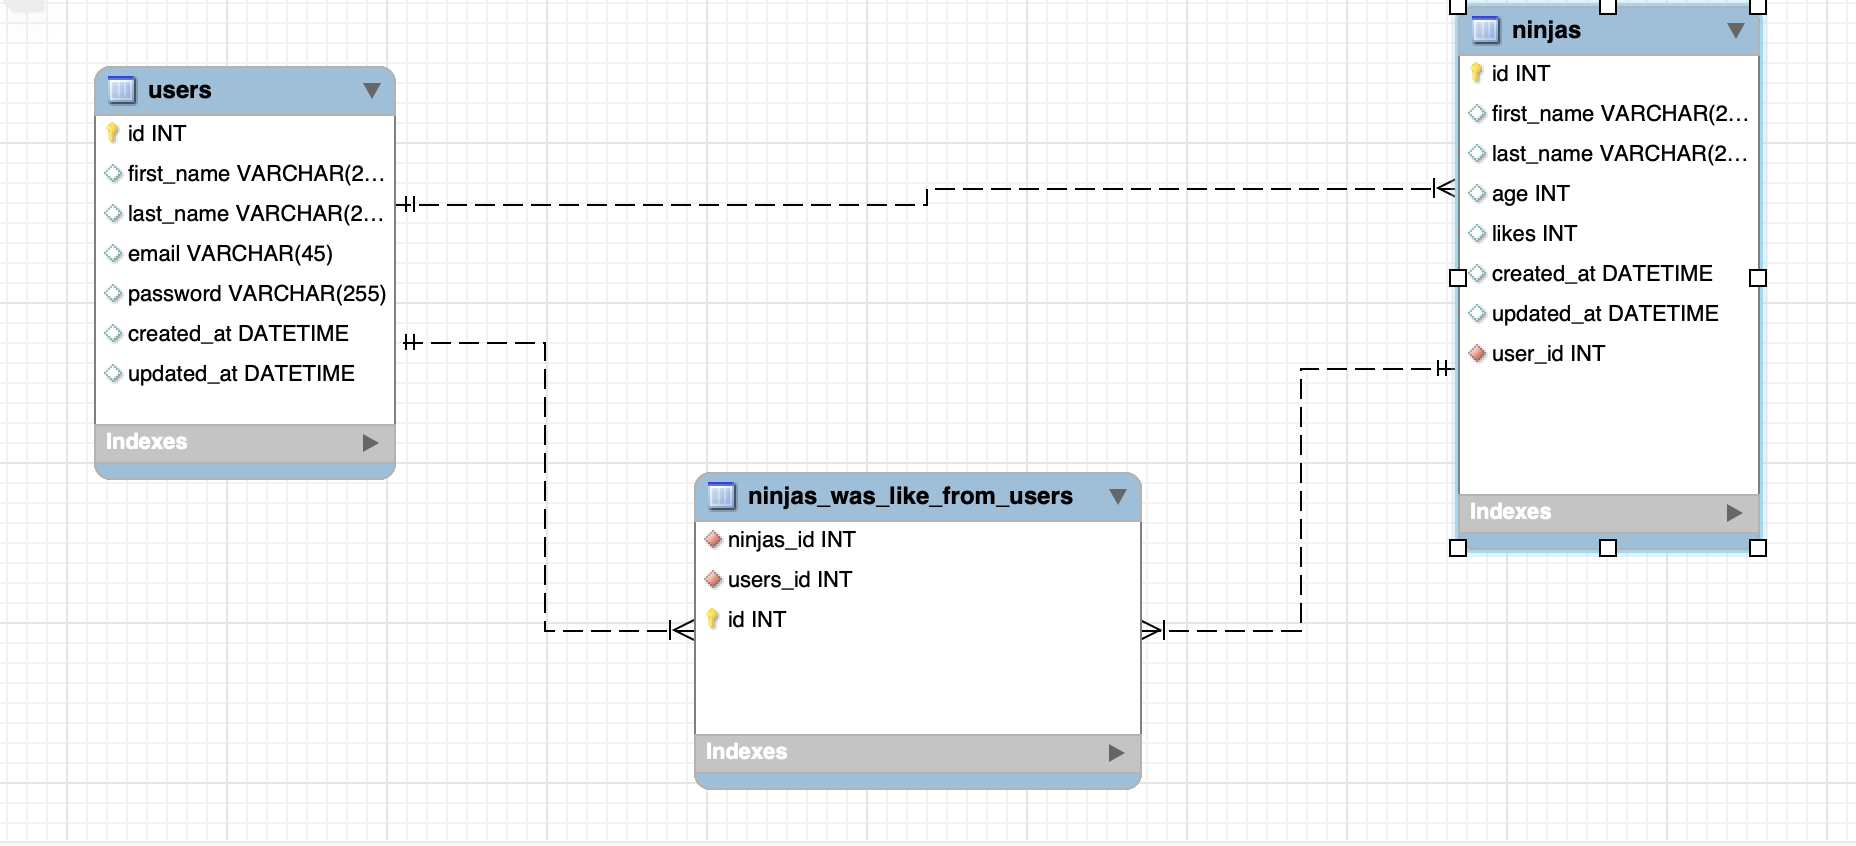 users
id INT
first_name VARCHAR(2...
last_name VARCHAR(2...
email VARCHAR(45)
password VARCHAR(255)
created_at DATETIME
updated_at DATETIME
Indexes
ninjas_was_like_from_users
ninjas_id INT
users_id INT
id INT
Indexes
ninjas
id INT
first_name VARCHAR(2...
last_name VARCHAR(2...
age INT
likes INT
created_at DATETIME
updated_at DATETIME
user_id INT
Indexes